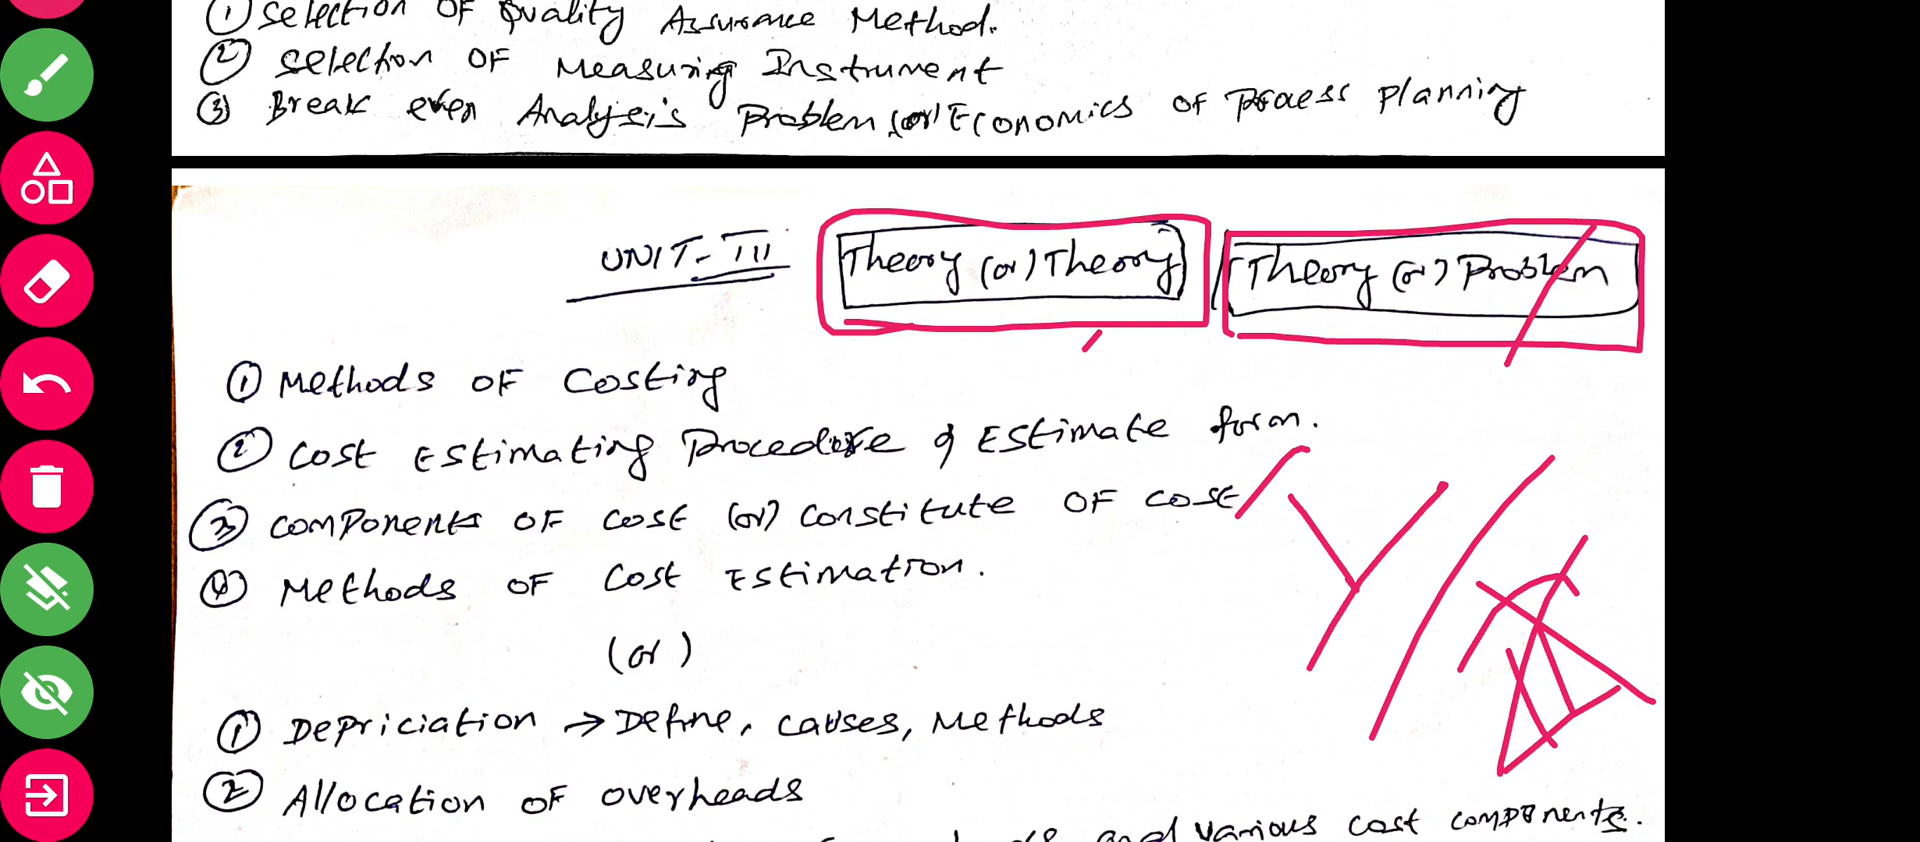 ① Selection OF Quality Assurance Method.
② Selection OF Measuring Instrument
③ Break even Analysis Problem (or) Economics OF Process Planning
UNIT - III Theory (or) Theory / Theory (or) Problem
① Methods OF Costing
② Cost Estimating Procedure & Estimate form.
③ Components OF Cost (or) Constitute OF Cost
④ Methods OF Cost Estimation.
(or)
① Depriciation → Define, Causes, Methods
② Allocation OF overheads
and various cost components.